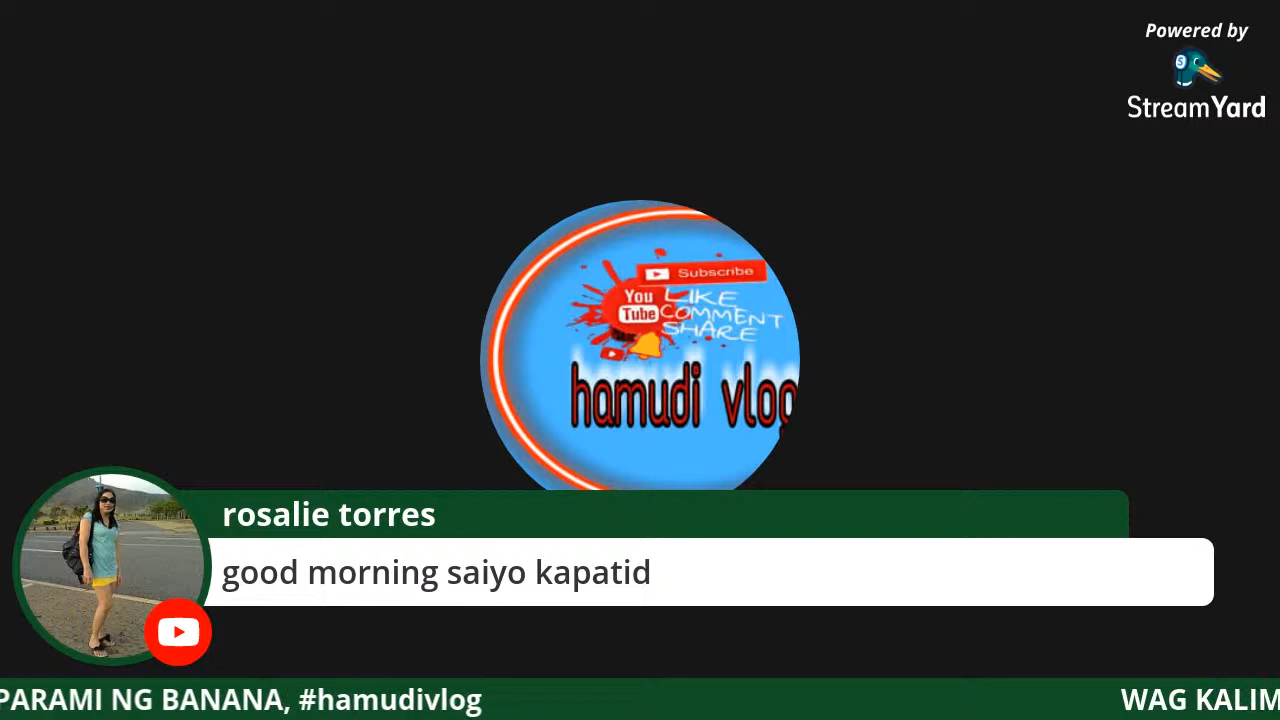 Powered by
StreamYard
Subscribe
You
Tube
LIKE
COMMENT
SHARE
hamudi vlog
rosalie torres
good morning saiyo kapatid
PARAMI NG BANANA, #hamudivlog
WAG KALIM